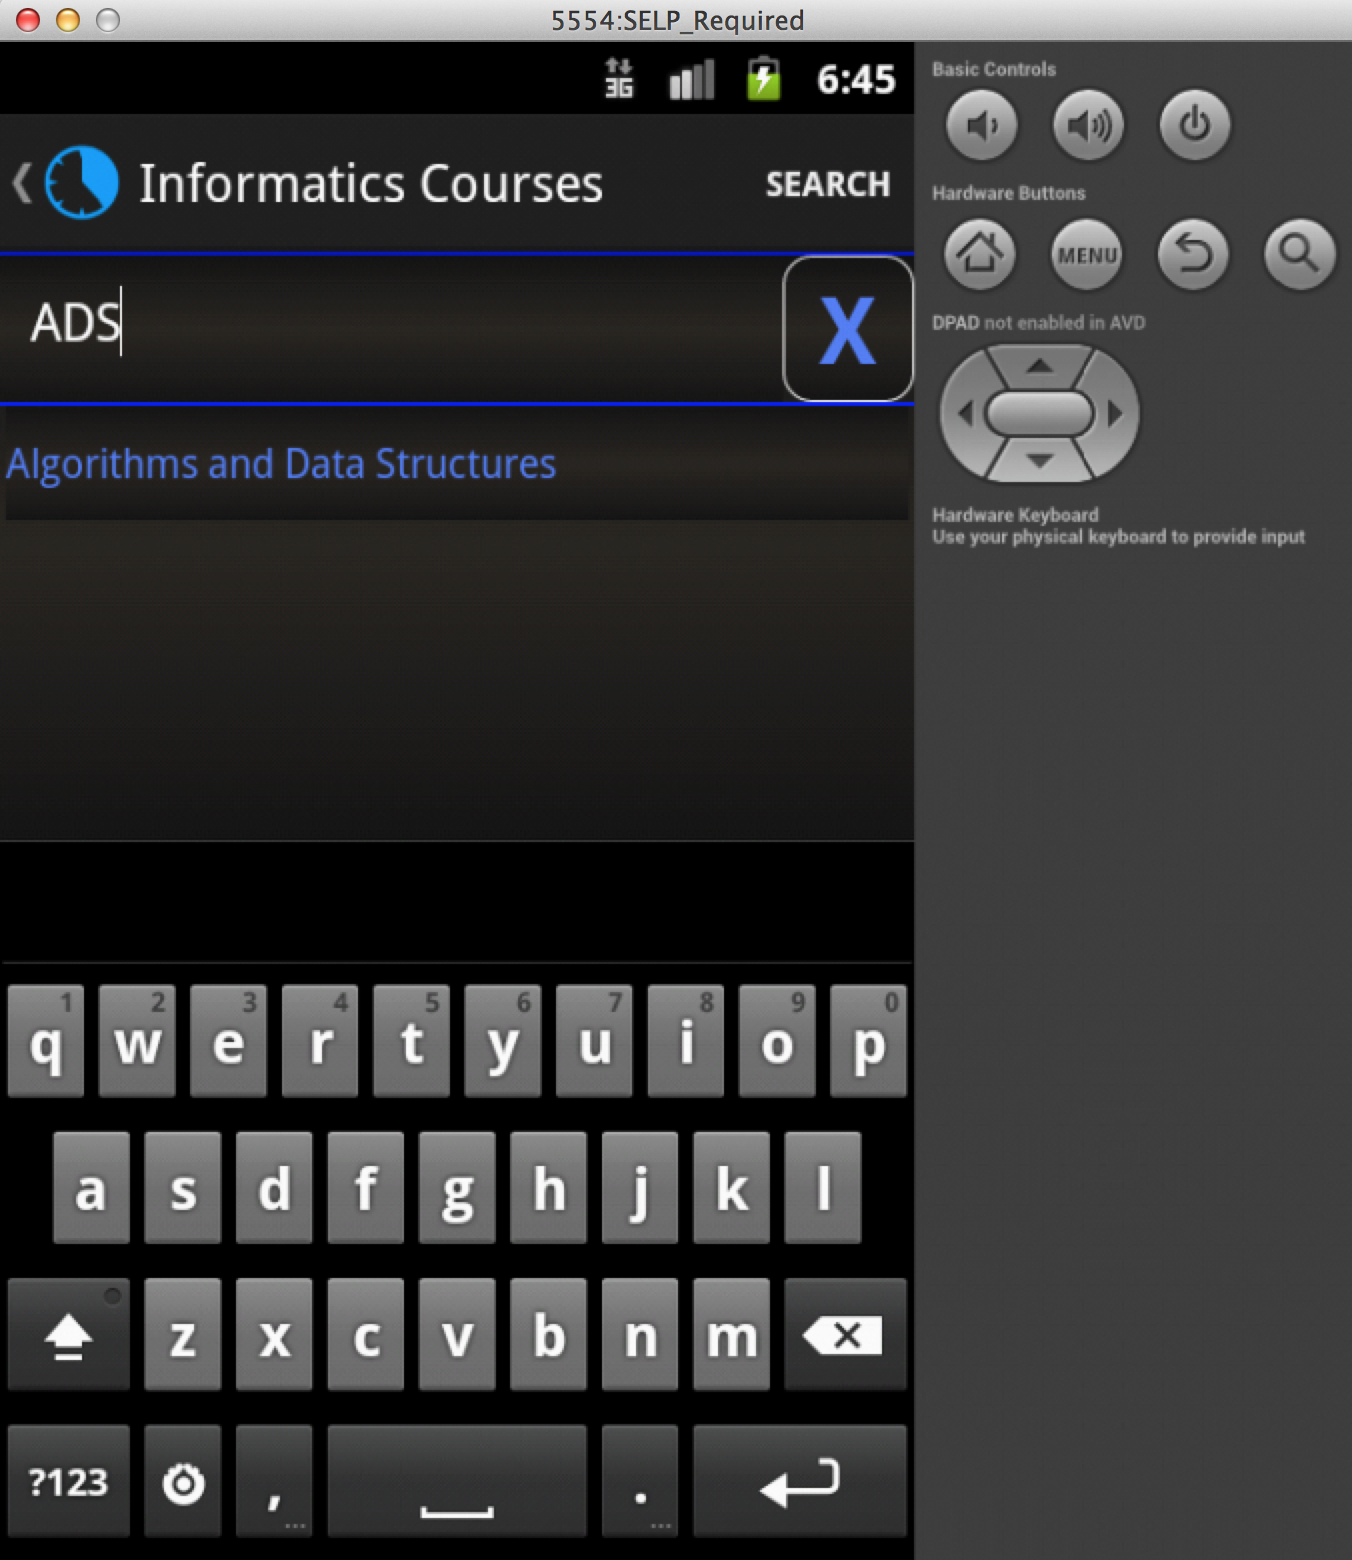 5554:SELP_Required
3G 6:45
Informatics Courses SEARCH
ADS X
Algorithms and Data Structures
1 2 3 4 5 6 7 8 9 0
q w e r t y u i o p
a s d f g h j k l
z x c v b n m
?123 , ... . ...
Basic Controls
Hardware Buttons
MENU
DPAD not enabled in AVD
Hardware Keyboard
Use your physical keyboard to provide input